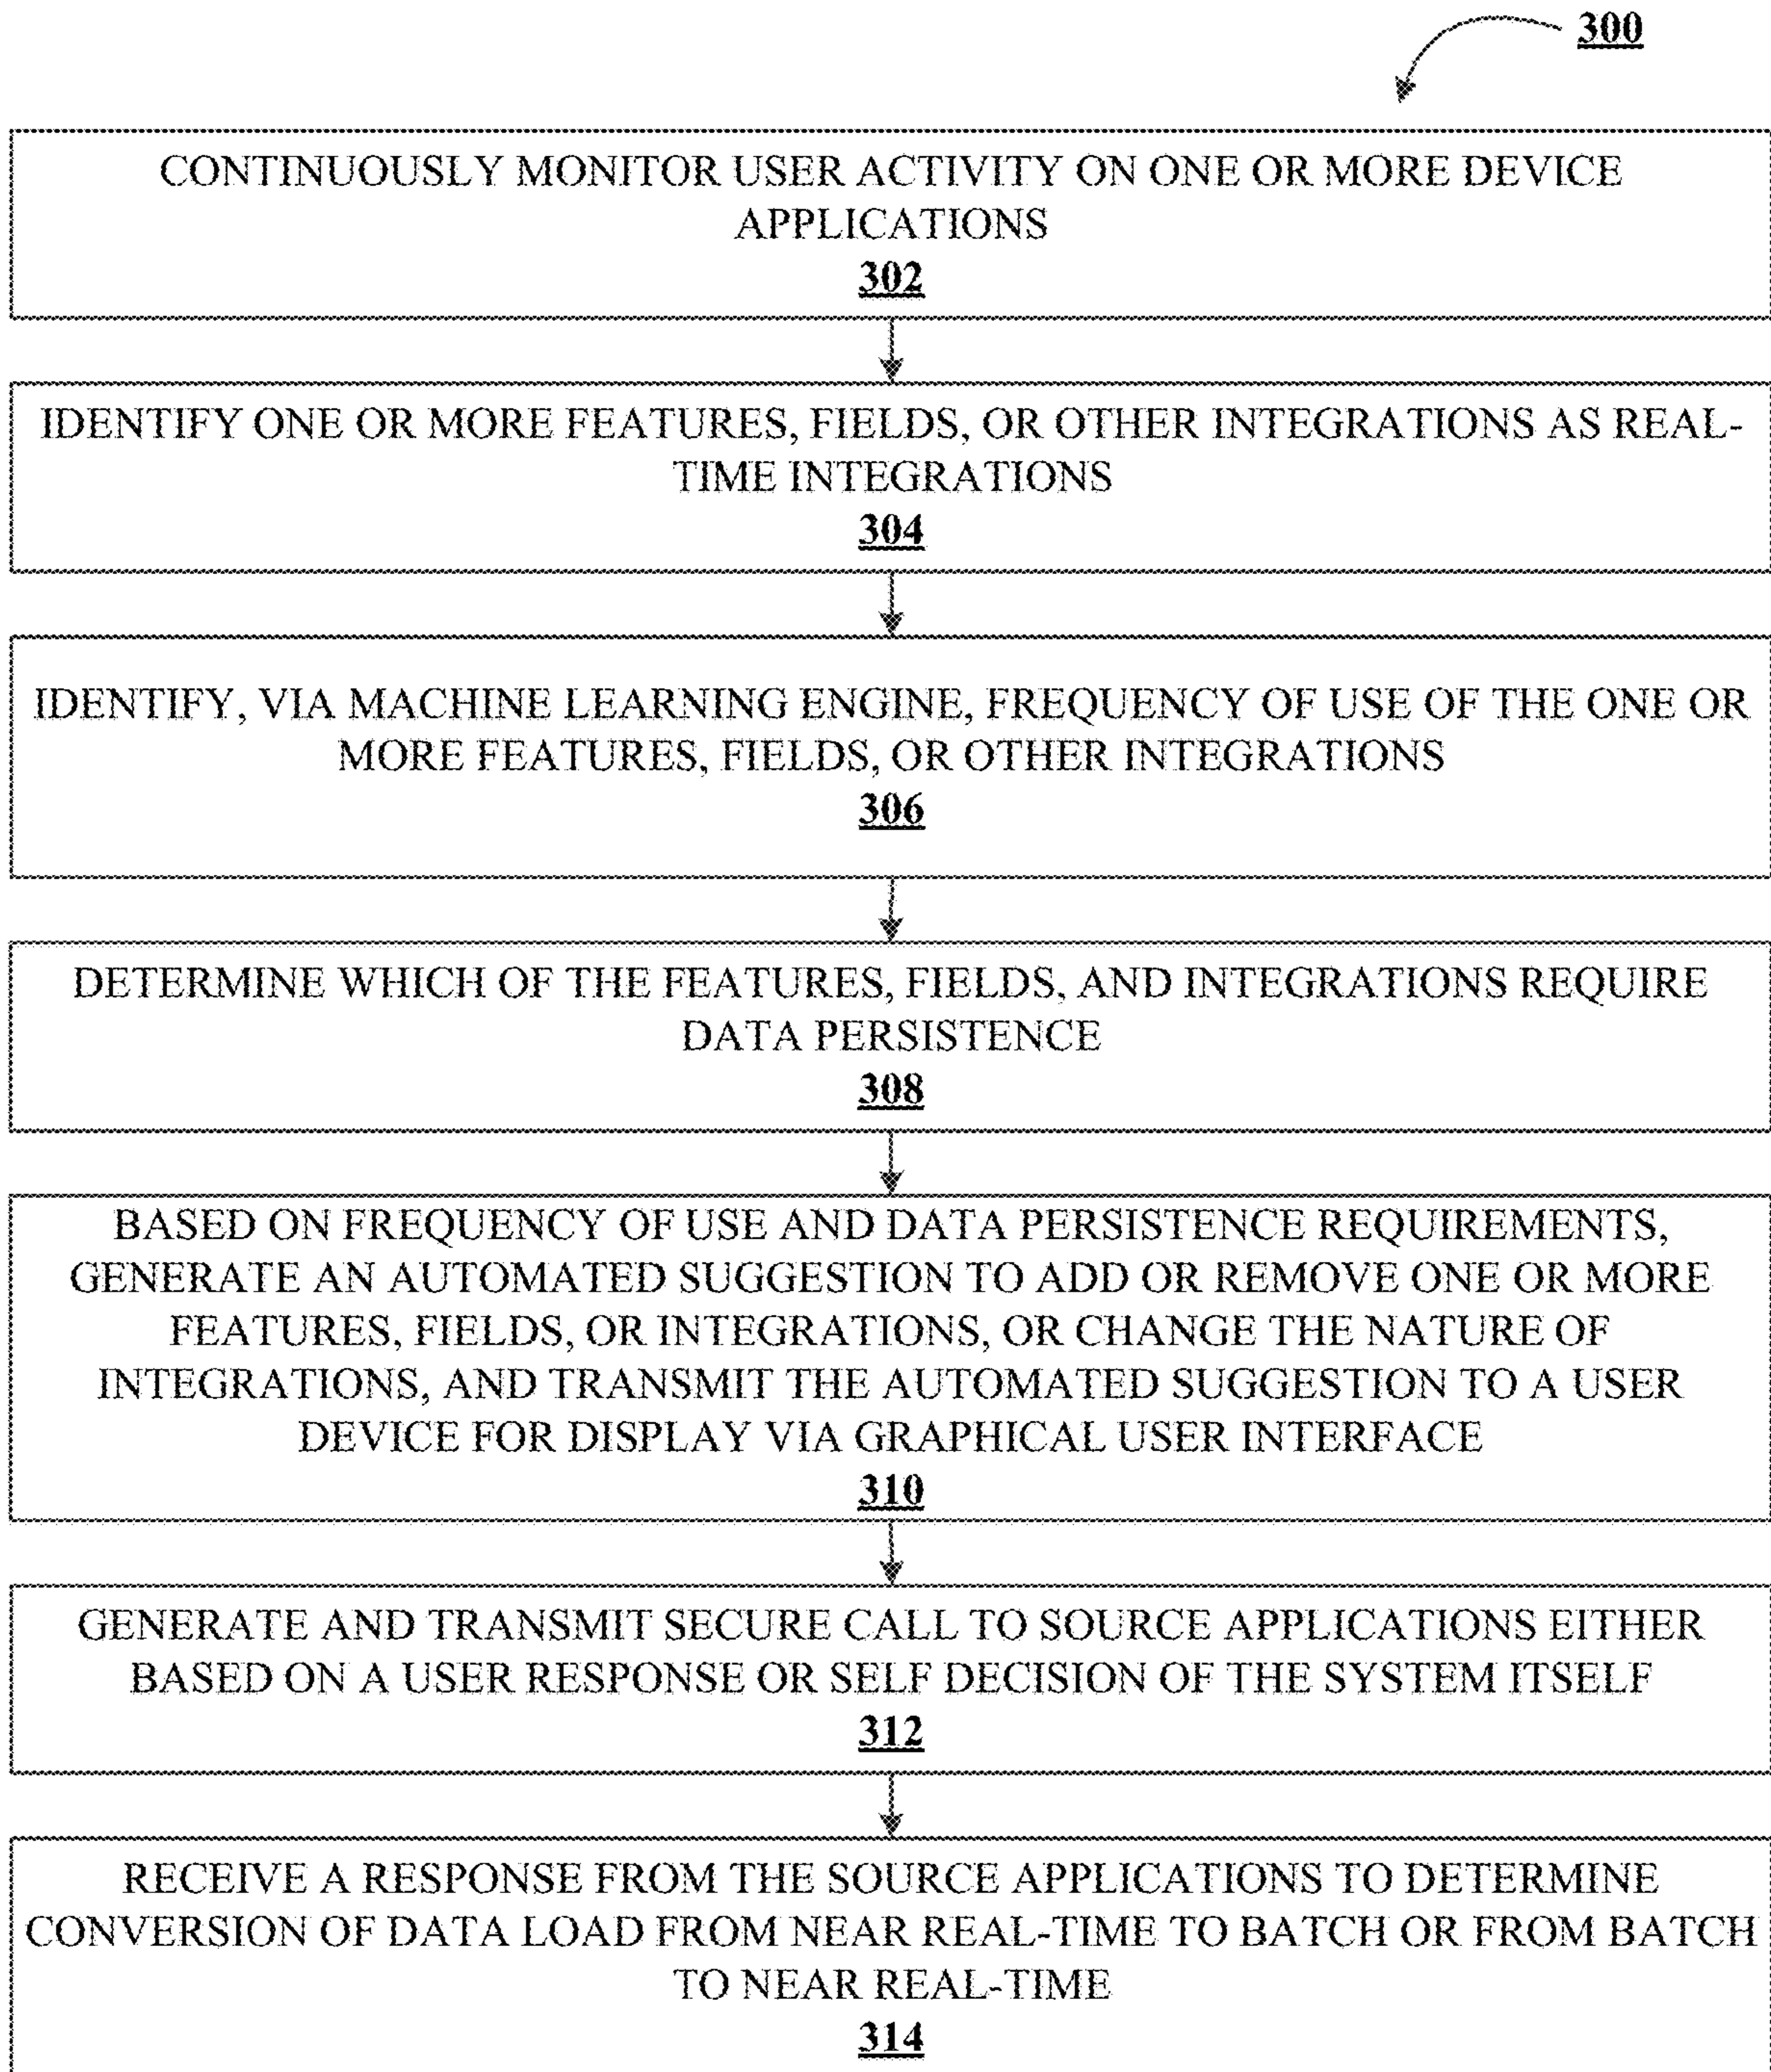 300
CONTINUOUSLY MONITOR USER ACTIVITY ON ONE OR MORE DEVICE
APPLICATIONS
302
IDENTIFY ONE OR MORE FEATURES, FIELDS, OR OTHER INTEGRATIONS AS REAL-
TIME INTEGRATIONS
304
IDENTIFY, VIA MACHINE LEARNING ENGINE, FREQUENCY OF USE OF THE ONE OR
MORE FEATURES, FIELDS, OR OTHER INTEGRATIONS
306
DETERMINE WHICH OF THE FEATURES, FIELDS, AND INTEGRATIONS REQUIRE
DATA PERSISTENCE
308
BASED ON FREQUENCY OF USE AND DATA PERSISTENCE REQUIREMENTS,
GENERATE AN AUTOMATED SUGGESTION TO ADD OR REMOVE ONE OR MORE
FEATURES, FIELDS, OR INTEGRATIONS, OR CHANGE THE NATURE OF
INTEGRATIONS, AND TRANSMIT THE AUTOMATED SUGGESTION TO A USER
DEVICE FOR DISPLAY VIA GRAPHICAL USER INTERFACE
310
GENERATE AND TRANSMIT SECURE CALL TO SOURCE APPLICATIONS EITHER
BASED ON A USER RESPONSE OR SELF DECISION OF THE SYSTEM ITSELF
312
RECEIVE A RESPONSE FROM THE SOURCE APPLICATIONS TO DETERMINE
CONVERSION OF DATA LOAD FROM NEAR REAL-TIME TO BATCH OR FROM BATCH
TO NEAR REAL-TIME
314